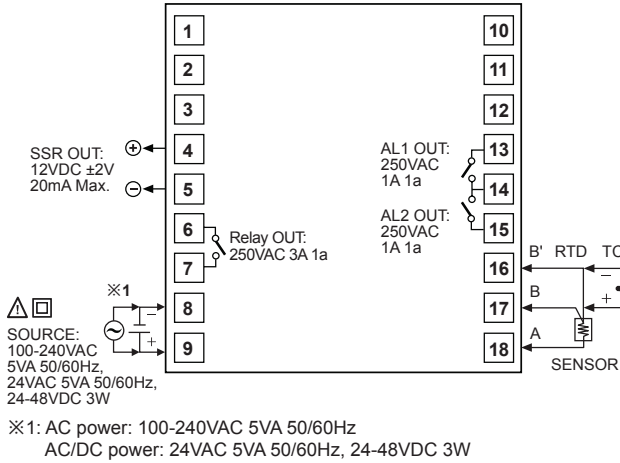 1
2
3
4
5
6
7
8
9
10
11
12
13
14
15
16
17
18
SSR OUT:
12VDC ±2V
20mA Max.
+
−
Relay OUT:
250VAC 3A 1a
AL1 OUT:
250VAC
1A 1a
AL2 OUT:
250VAC
1A 1a
※1
−
+
SOURCE:
100-240VAC
5VA 50/60Hz,
24VAC 5VA 50/60Hz,
24-48VDC 3W
B' RTD TC
−
+
B
A
SENSOR
※1: AC power: 100-240VAC 5VA 50/60Hz
AC/DC power: 24VAC 5VA 50/60Hz, 24-48VDC 3W